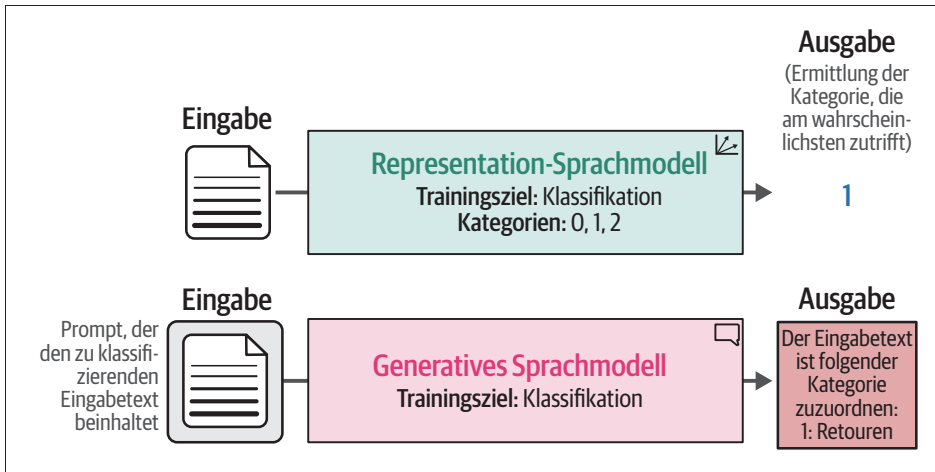 Ausgabe
(Ermittlung der
Kategorie, die
am wahrschein-
lichsten zutrifft)
Eingabe
Representation-Sprachmodell
Trainingsziel: Klassifikation
Kategorien: 0, 1, 2
1
Eingabe
Prompt, der
den zu klassifi-
zierenden
Eingabetext
beinhaltet
Generatives Sprachmodell
Trainingsziel: Klassifikation
Ausgabe
Der Eingabetext
ist folgender
Kategorie
zuzuordnen:
1: Retouren